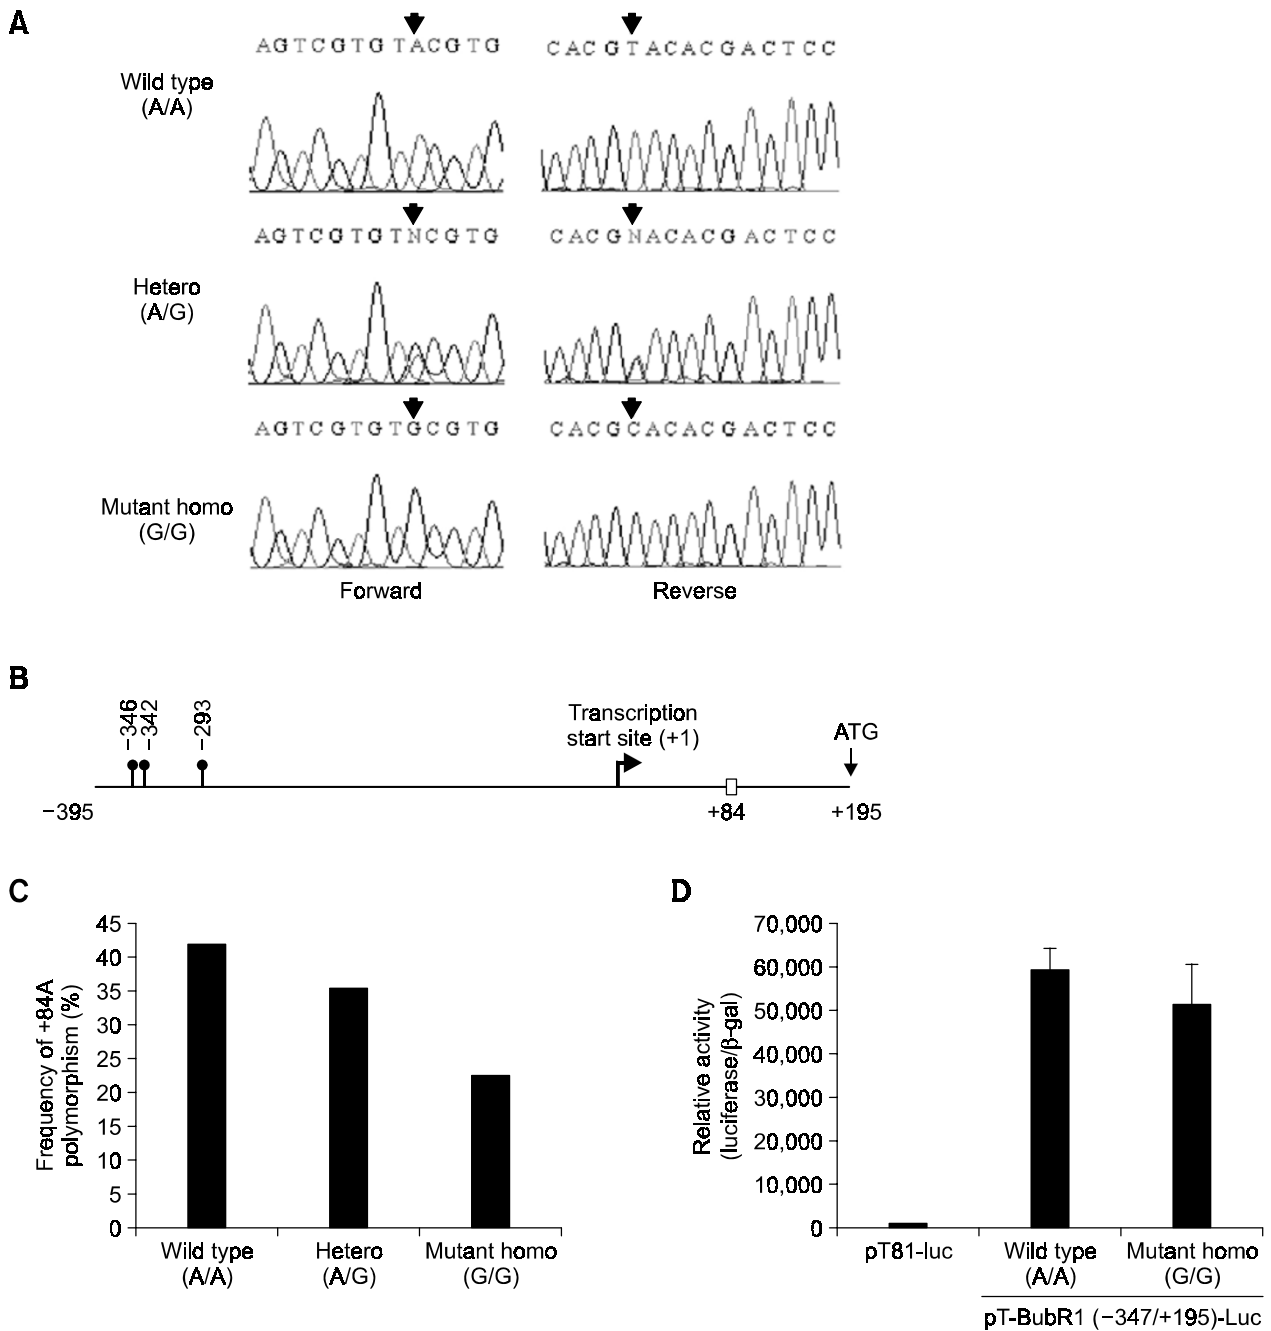 A
AGTCGTGTACGTG CACGTACACGACTCC
Wild type
(A/A)
AGTCGTGTNCGTG CACGNACACGACTCC
Hetero
(A/G)
AGTCGTGTGCGTG CACGCACACGACTCC
Mutant homo
(G/G)
Forward Reverse
B
−346
−342
−293
Transcription
start site (+1)
ATG
−395 +84 +195
C
Frequency of +84A
polymorphism (%)
45
40
35
30
25
20
15
10
5
0
Wild type
(A/A)
Hetero
(A/G)
Mutant homo
(G/G)
D
Relative activity
(luciferase/β-gal)
70,000
60,000
50,000
40,000
30,000
20,000
10,000
0
pT81-luc
Wild type
(A/A)
Mutant homo
(G/G)
pT-BubR1 (−347/+195)-Luc